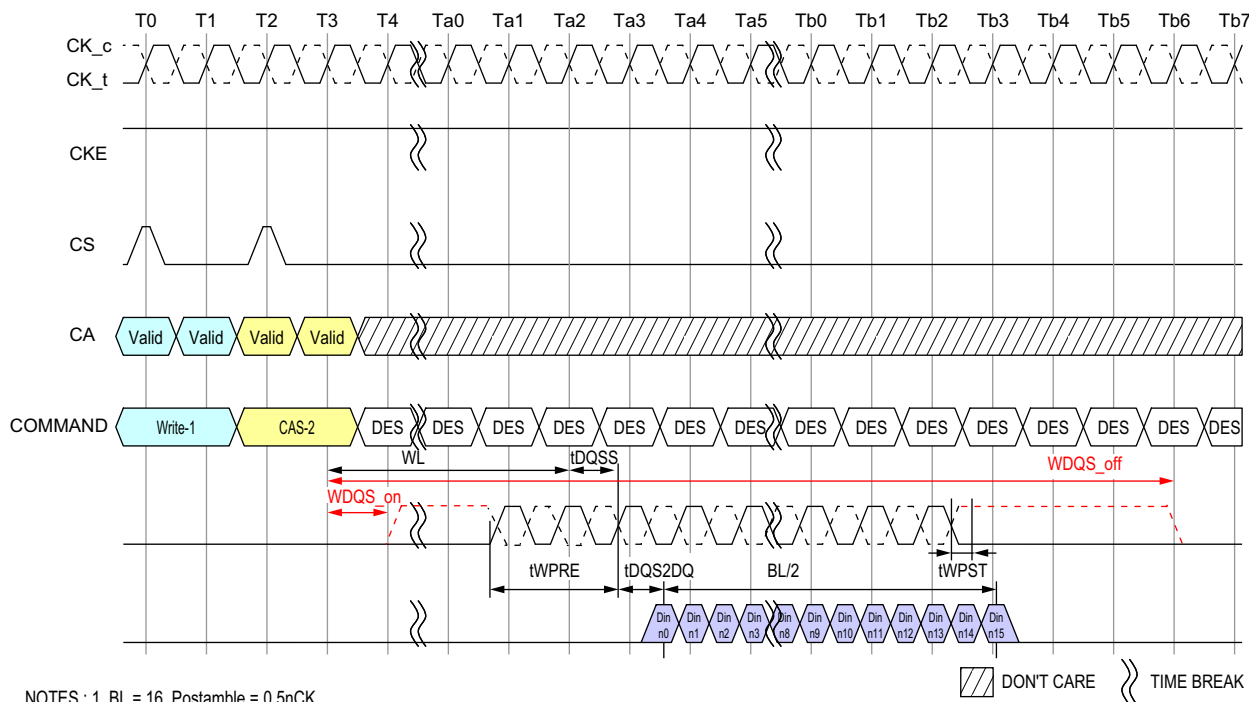 T0 T1 T2 T3 T4 Ta0 Ta1 Ta2 Ta3 Ta4 Ta5 Tb0 Tb1 Tb2 Tb3 Tb4 Tb5 Tb6 Tb7
CK_c
CK_t
CKE
CS
CA Valid Valid Valid Valid
COMMAND Write-1 CAS-2 DES DES DES DES DES DES DES DES DES DES DES DES DES DES DES
WL tDQSS WDQS_off
WDQS_on
tWPRE tDQS2DQ BL/2 tWPST
Din Din Din Din Din Din Din Din Din Din Din Din
n0 n1 n2 n3 n8 n9 n10 n11 n12 n13 n14 n15
DON'T CARE TIME BREAK
NOTES : 1. BL = 16, Postamble = 0.5nCK